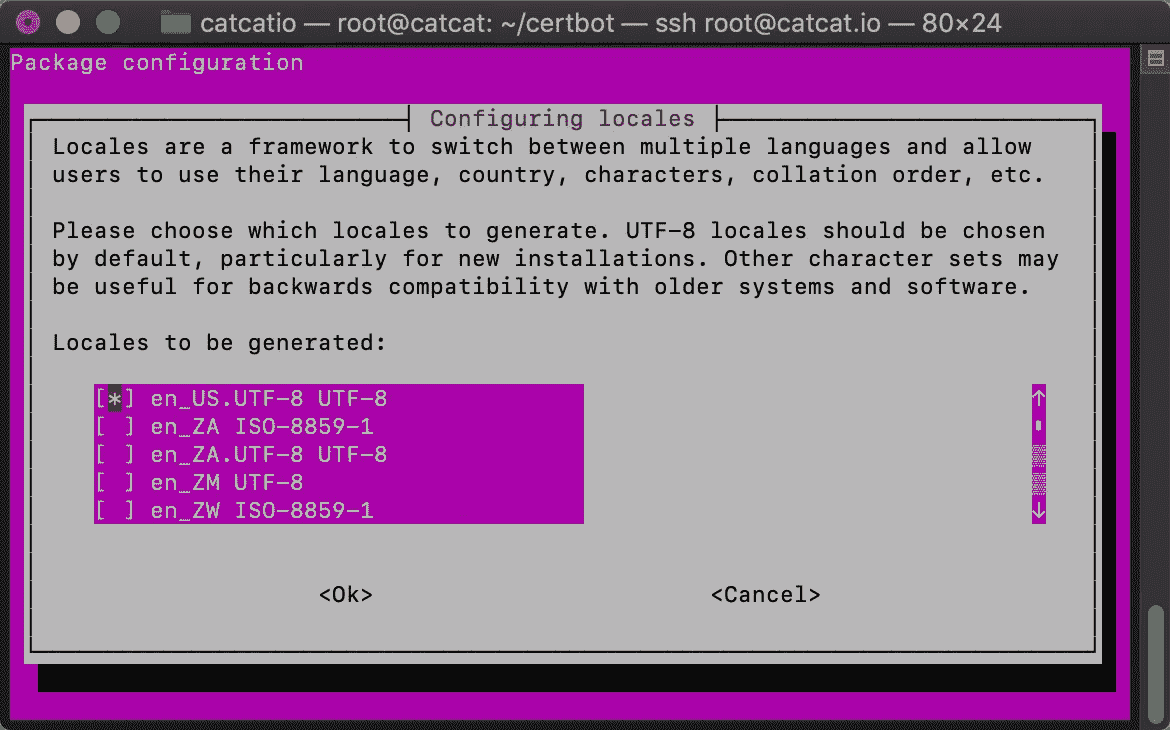 catcatio — root@catcat: ~/certbot — ssh root@catcat.io — 80×24
Package configuration
Configuring locales
Locales are a framework to switch between multiple languages and allow
users to use their language, country, characters, collation order, etc.
Please choose which locales to generate. UTF-8 locales should be chosen
by default, particularly for new installations. Other character sets may
be useful for backwards compatibility with older systems and software.
Locales to be generated:
[*] en_US.UTF-8 UTF-8
[ ] en_ZA ISO-8859-1
[ ] en_ZA.UTF-8 UTF-8
[ ] en_ZM UTF-8
[ ] en_ZW ISO-8859-1
<Ok> <Cancel>